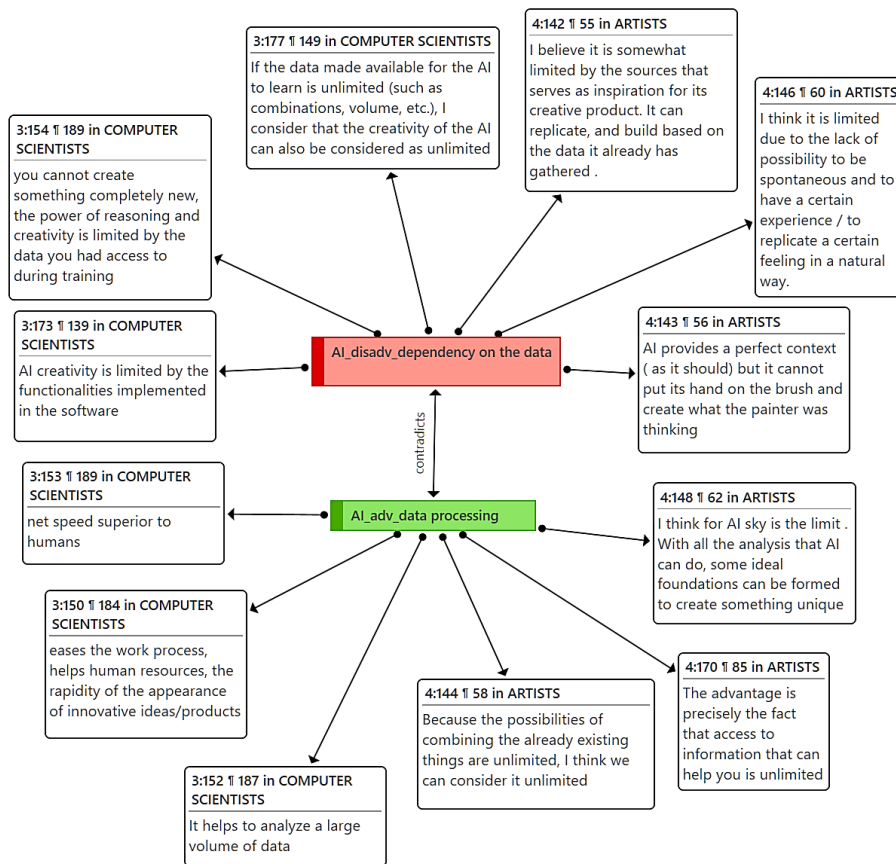 3:177 ¶ 149 in COMPUTER SCIENTISTS
If the data made available for the AI
to learn is unlimited (such as
combinations, volume, etc.), I
consider that the creativity of the AI
can also be considered as unlimited
4:142 ¶ 55 in ARTISTS
I believe it is somewhat
limited by the sources that
serves as inspiration for its
creative product. It can
replicate, and build based on
the data it already has
gathered .
4:146 ¶ 60 in ARTISTS
I think it is limited
due to the lack of
possibility to be
spontaneous and to
have a certain
experience / to
replicate a certain
feeling in a natural
way.
3:154 ¶ 189 in COMPUTER
SCIENTISTS
you cannot create
something completely new,
the power of reasoning and
creativity is limited by the
data you had access to
during training
3:173 ¶ 139 in COMPUTER
SCIENTISTS
AI creativity is limited by the
functionalities implemented
in the software
AI_disadv_dependency on the data
4:143 ¶ 56 in ARTISTS
AI provides a perfect context
( as it should) but it cannot
put its hand on the brush and
create what the painter was
thinking
contradicts
3:153 ¶ 189 in COMPUTER
SCIENTISTS
net speed superior to
humans
AI_adv_data processing
4:148 ¶ 62 in ARTISTS
I think for AI sky is the limit .
With all the analysis that AI
can do, some ideal
foundations can be formed
to create something unique
3:150 ¶ 184 in COMPUTER
SCIENTISTS
eases the work process,
helps human resources, the
rapidity of the appearance
of innovative ideas/products
4:144 ¶ 58 in ARTISTS
Because the possibilities of
combining the already existing
things are unlimited, I think we
can consider it unlimited
4:170 ¶ 85 in ARTISTS
The advantage is
precisely the fact
that access to
information that can
help you is unlimited
3:152 ¶ 187 in COMPUTER
SCIENTISTS
It helps to analyze a large
volume of data